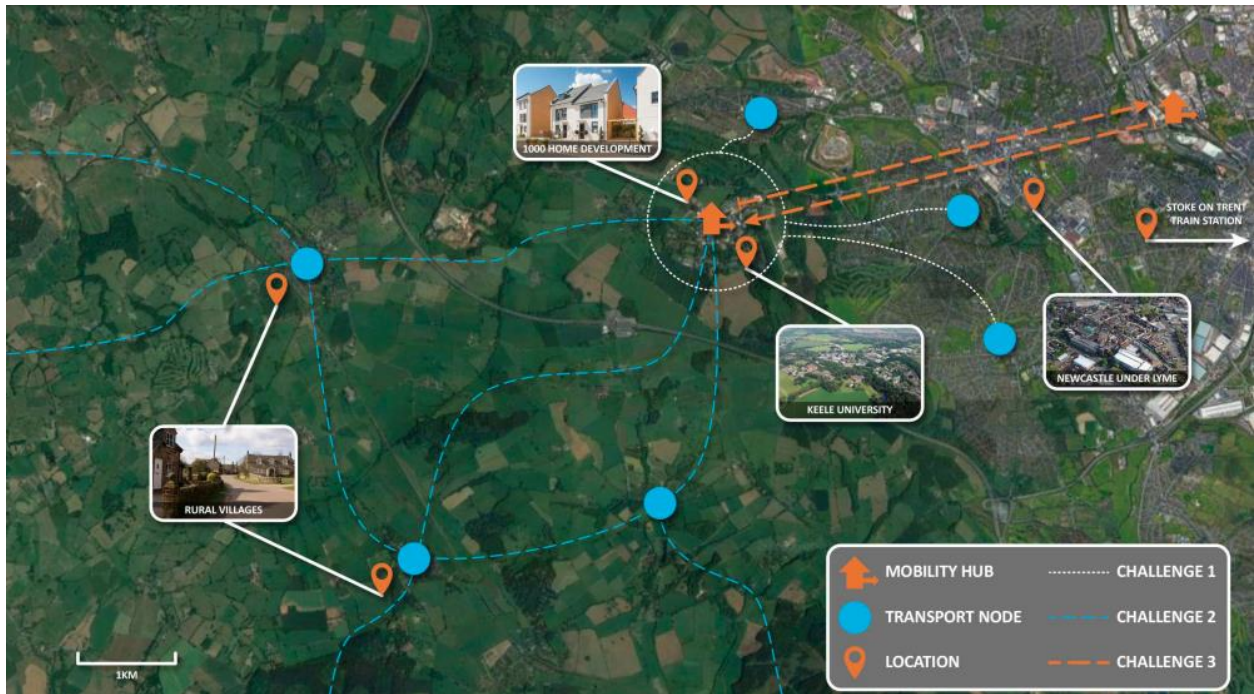 1000 HOME DEVELOPMENT
STOKE ON TRENT
TRAIN STATION
NEWCASTLE UNDER LYME
KEELE UNIVERSITY
RURAL VILLAGES
MOBILITY HUB
CHALLENGE 1
TRANSPORT NODE
CHALLENGE 2
LOCATION
CHALLENGE 3
1KM